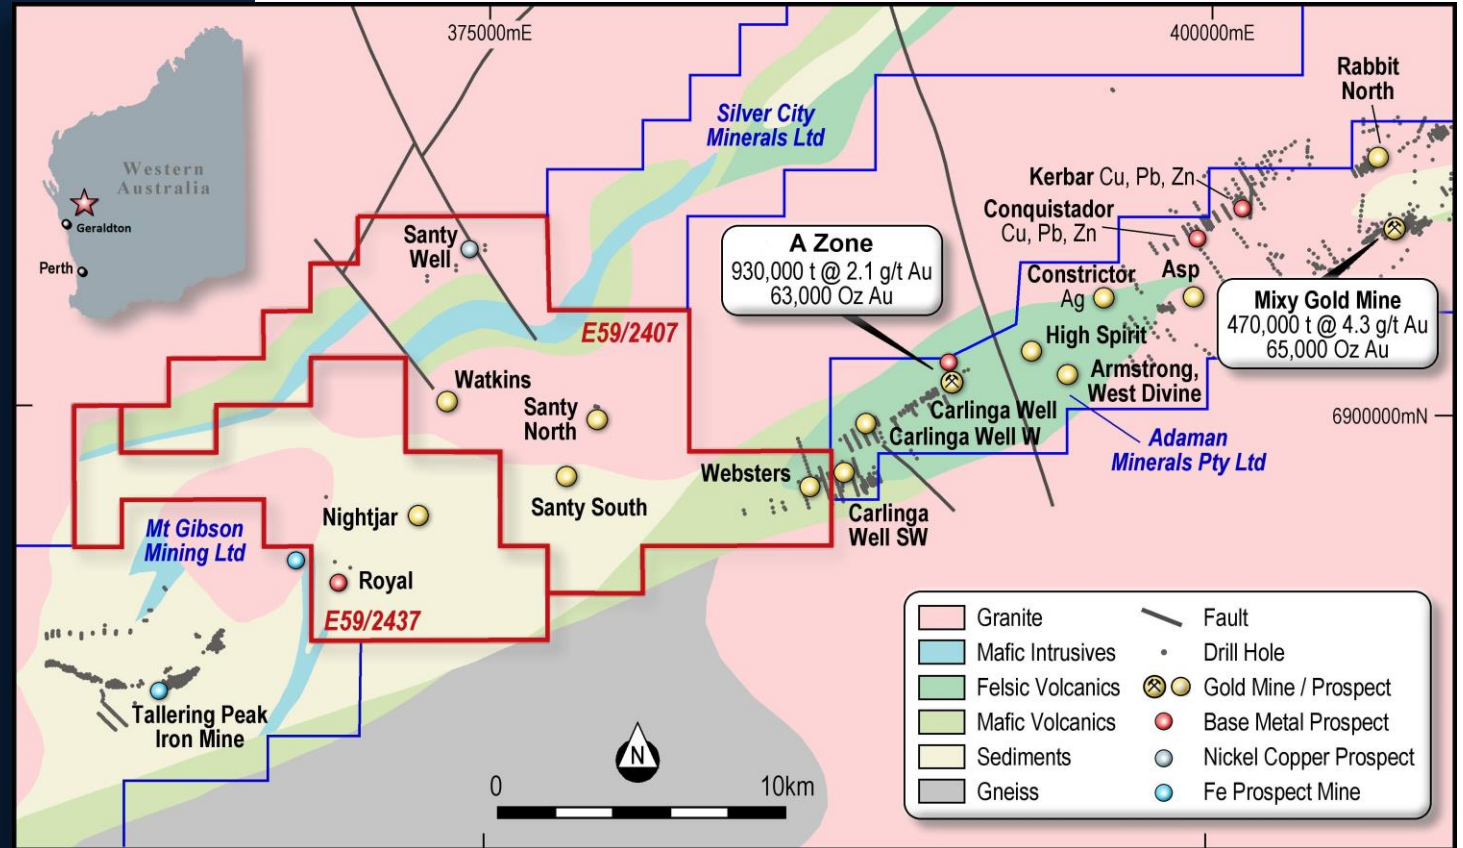 375000mE
400000mE
Rabbit
North
Silver City
Minerals Ltd
Western
Australia
Geraldton
Perth
Kerbar Cu, Pb, Zn
Conquistador
Cu, Pb, Zn
Santy
Well
A Zone
930,000 t @ 2.1 g/t Au
63,000 Oz Au
Constrictor
Ag
Asp
Mixy Gold Mine
470,000 t @ 4.3 g/t Au
65,000 Oz Au
E59/2407
High Spirit
Armstrong,
West Divine
Watkins
Santy
North
Carlinga Well
Carlinga Well W
6900000mN
Adaman
Minerals Pty Ltd
Websters
Santy South
Carlinga
Well SW
Nightjar
Mt Gibson
Mining Ltd
Royal
E59/2437
Tallering Peak
Iron Mine
N
0 10km
Granite
Mafic Intrusives
Felsic Volcanics
Mafic Volcanics
Sediments
Gneiss
Fault
Drill Hole
Gold Mine / Prospect
Base Metal Prospect
Nickel Copper Prospect
Fe Prospect Mine